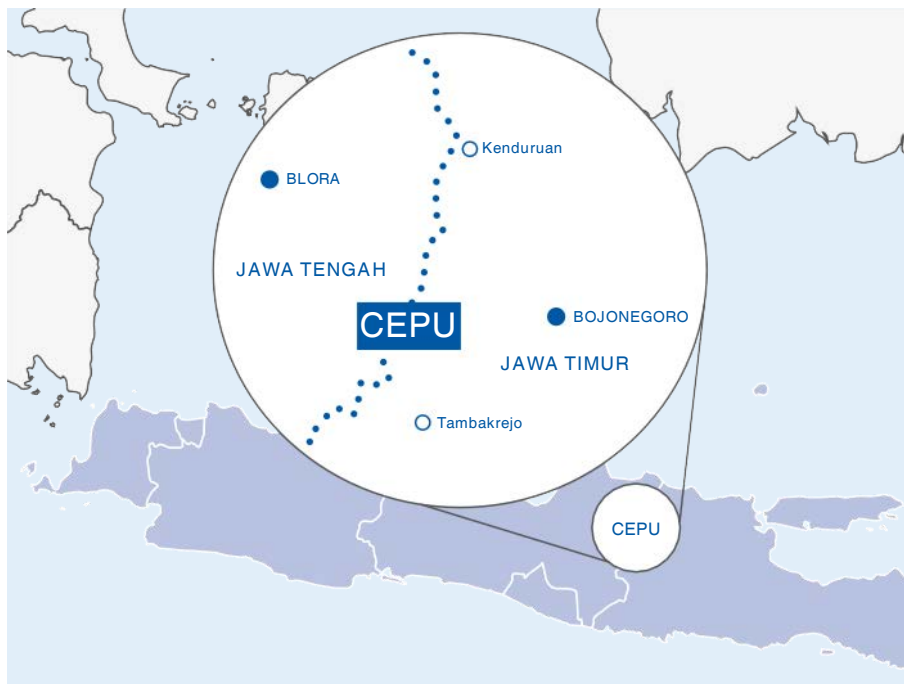 Kenduruan
BLORA
JAWA TENGAH
CEPU
BOJONEGORO
JAWA TIMUR
Tambakrejo
CEPU